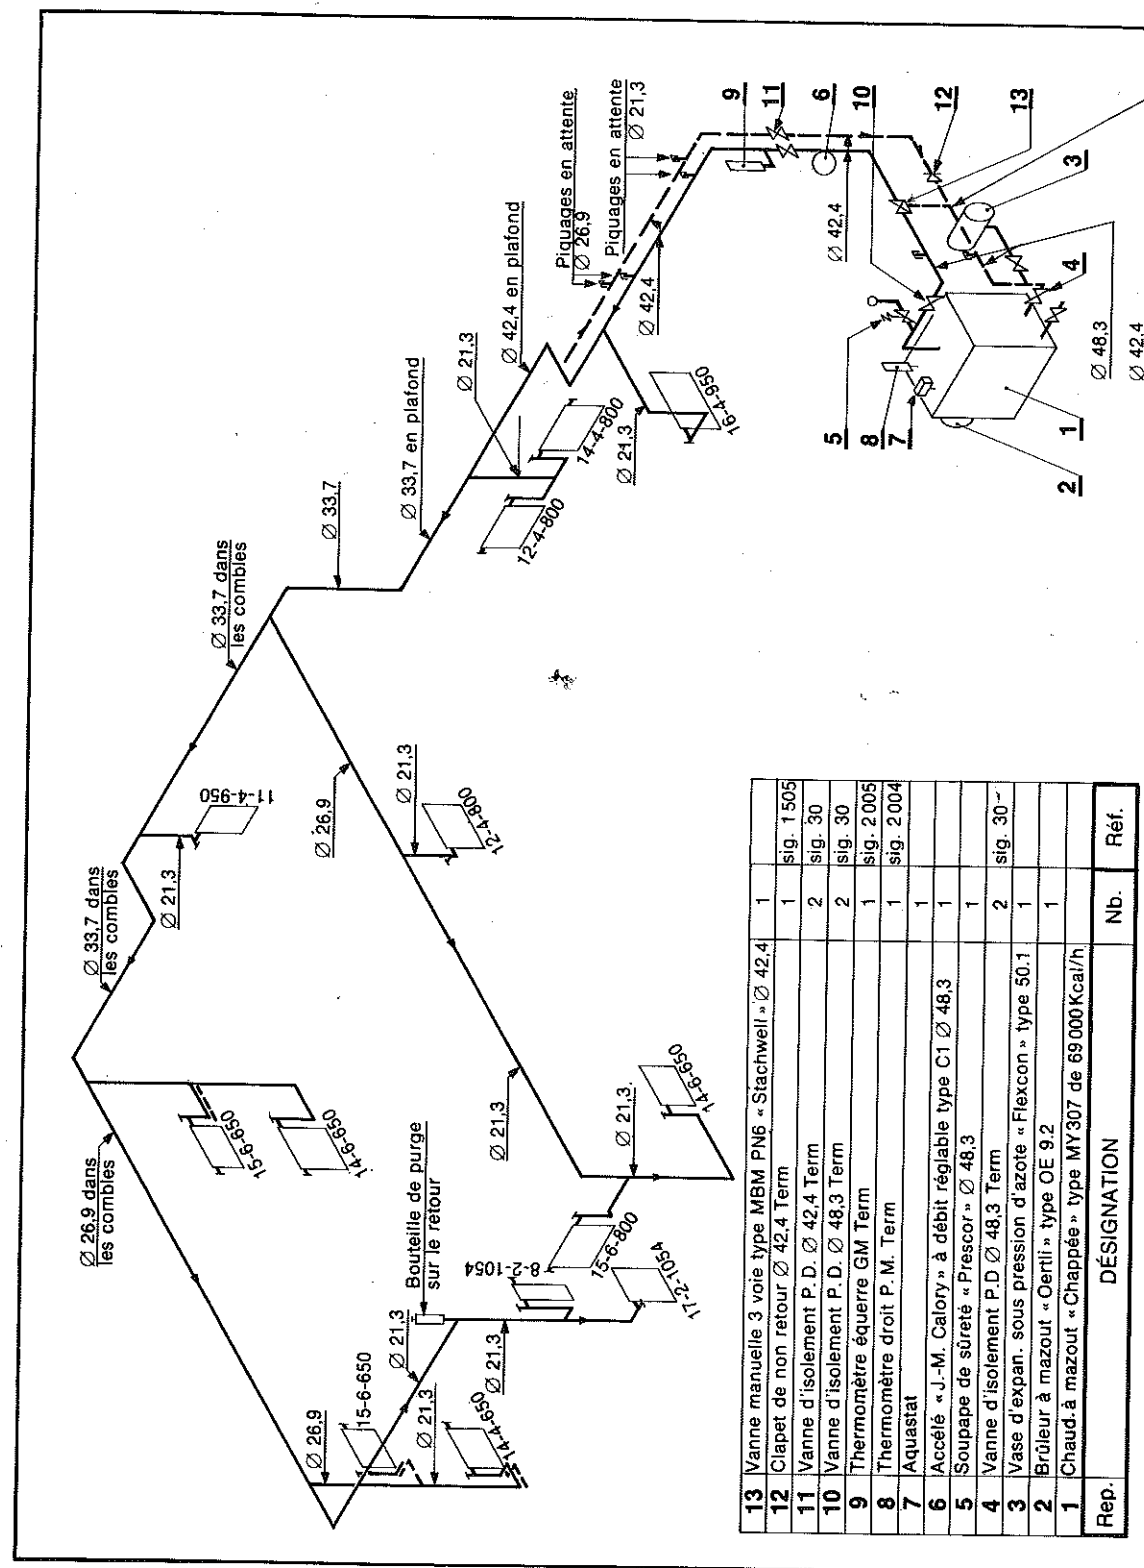 Ø 26,9 dans
les combles
Ø 33,7 dans
les combles
Ø 21,3
11-4-950
Ø 33,7 dans
les combles
Ø 33,7
Ø 33,7 en plafond
Ø 21,3
Ø 42,4 en plafond
Piquages en attente
Ø 26,9
Piquages en attente
Ø 21,3
14-4-800
12-4-800
Ø 42,4
Ø 21,3
16-4-950
9
11
6
10
12
13
3
4
Ø 42,4
5
8
7
2
1
Ø 48,3
Ø 42,4
Ø 26,9
Ø 21,3
12-4-800
15-6-650
14-6-650
Ø 21,3
Ø 21,3
14-6-650
Bouteille de purge
sur le retour
Ø 21,3
Ø 26,9
15-6-650
Ø 21,3
14-4-650
Ø 21,3
8-2-1054
15-6-800
17-2-1054
13 Vanne manuelle 3 voie type MBM PN6 « Stachwell » Ø 42,4 1
12 Clapet de non retour Ø 42,4 Term 1 sig. 1505
11 Vanne d'isolement P.D. Ø 42,4 Term 2 sig. 30
10 Vanne d'isolement P.D. Ø 48,3 Term 2 sig. 30
9 Thermomètre équerre GM Term 1 sig. 2005
8 Thermomètre droit P. M. Term 1 sig. 2004
7 Aquastat 1
6 Accélé « J.-M. Calory » à débit réglable type C1 Ø 48,3 1
5 Soupape de sûreté « Prescor » Ø 48,3 1
4 Vanne d'isolement P.D Ø 48,3 Term 2 sig. 30
3 Vase d'expan. sous pression d'azote « Flexcon » type 50.1 1
2 Brûleur à mazout « Oertli » type OE 9.2 1
1 Chaud. à mazout « Chappée » type MY307 de 69 000 Kcal/h
Rep. DÉSIGNATION Nb. Réf.